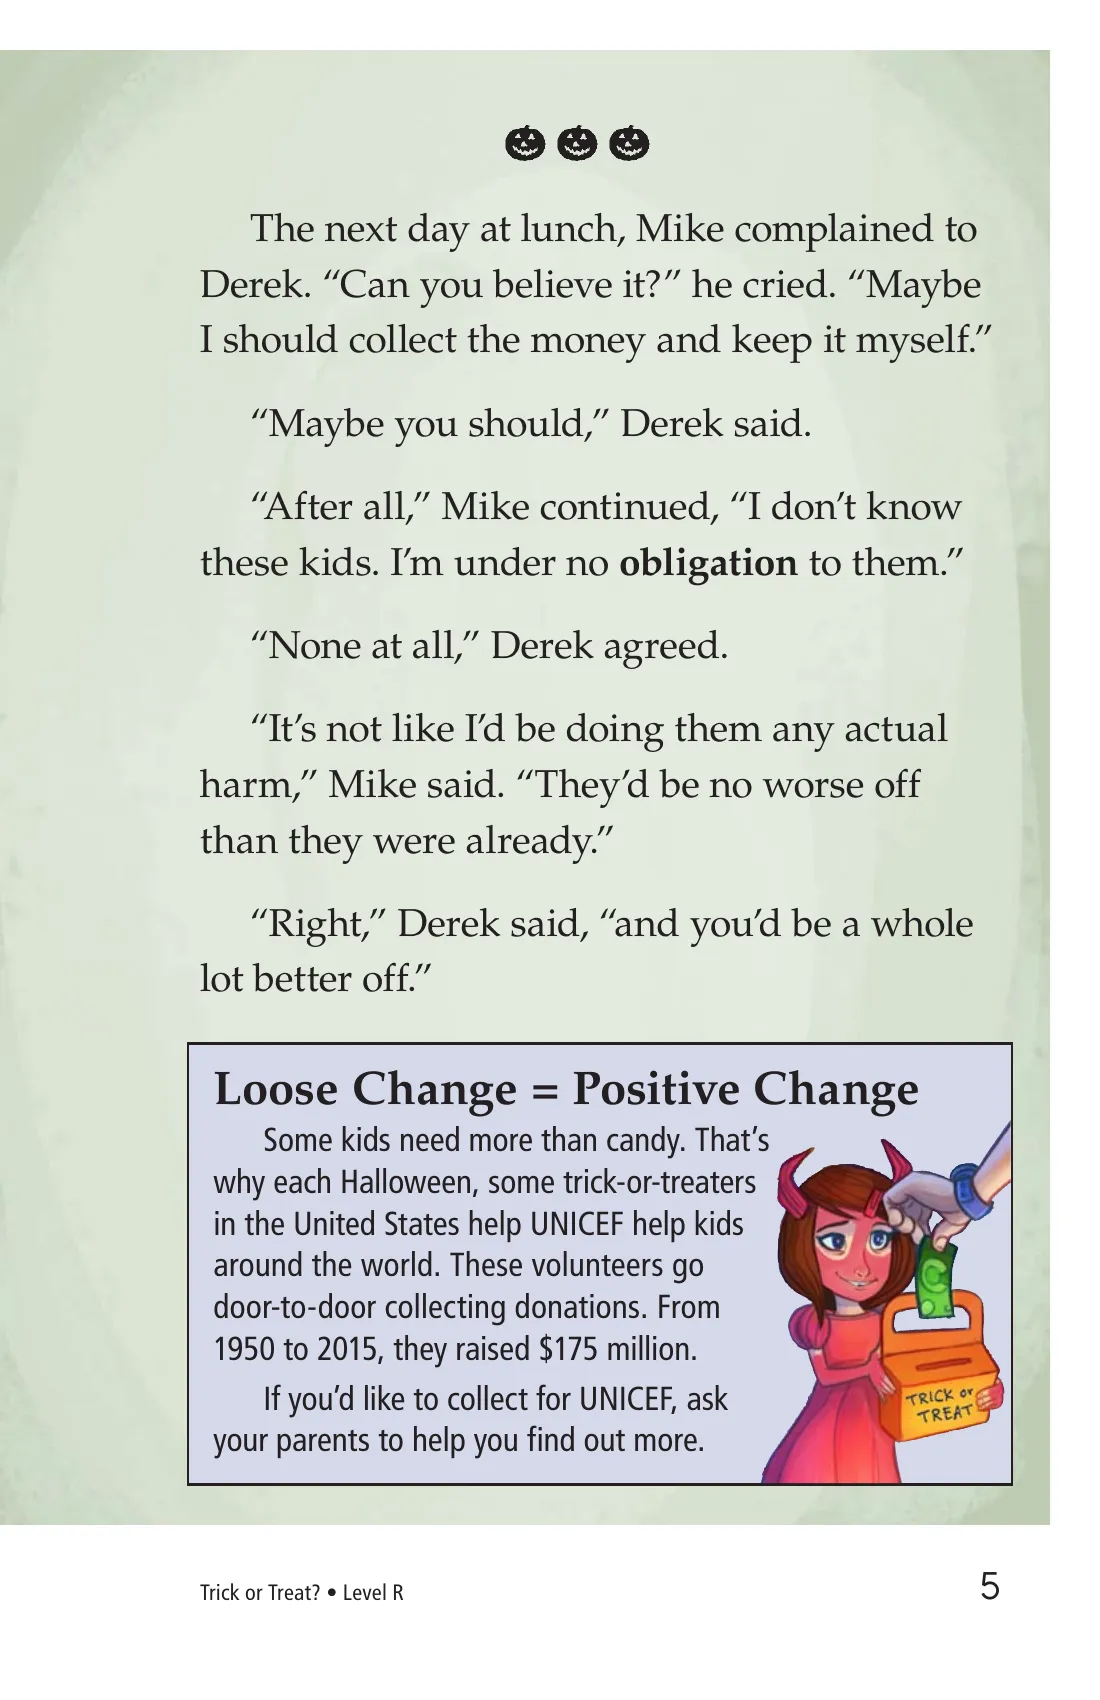 The next day at lunch, Mike complained to
Derek. “Can you believe it?” he cried. “Maybe
I should collect the money and keep it myself.”
“Maybe you should,” Derek said.
“After all,” Mike continued, “I don’t know
these kids. I’m under no obligation to them.”
“None at all,” Derek agreed.
“It’s not like I’d be doing them any actual
harm,” Mike said. “They’d be no worse off
than they were already.”
“Right,” Derek said, “and you’d be a whole
lot better off.”
Loose Change = Positive Change
Some kids need more than candy. That’s
why each Halloween, some trick-or-treaters
in the United States help UNICEF help kids
around the world. These volunteers go
door-to-door collecting donations. From
1950 to 2015, they raised $175 million.
If you’d like to collect for UNICEF, ask
your parents to help you find out more.
TRICK or
TREAT
Trick or Treat? • Level R
5